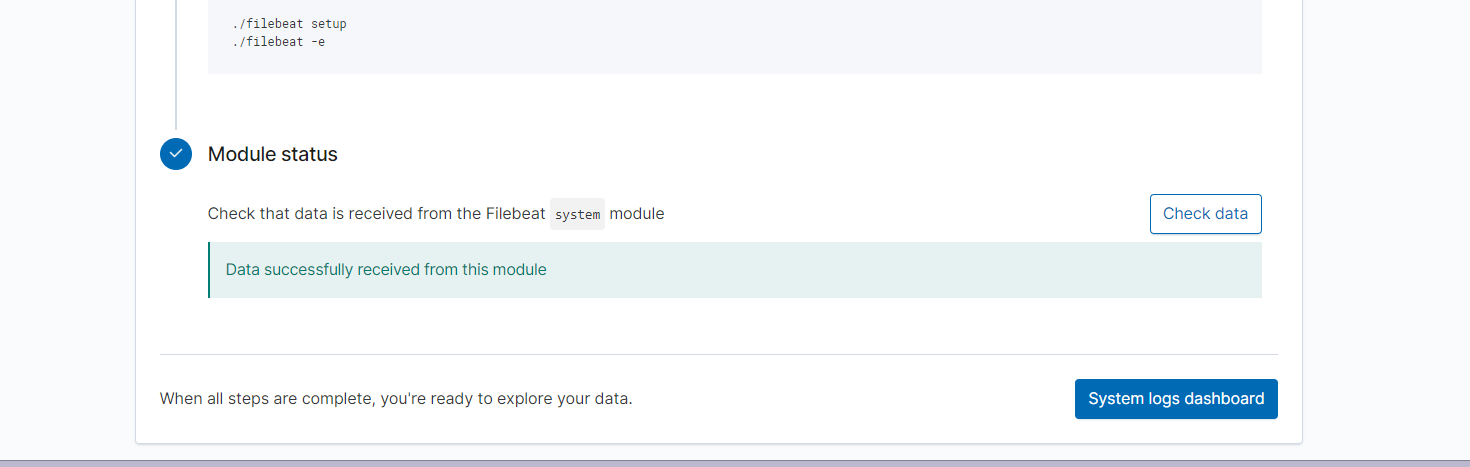 ./filebeat setup
./filebeat -e
Module status
Check that data is received from the Filebeat system module
Check data
Data successfully received from this module
When all steps are complete, you're ready to explore your data.
System logs dashboard